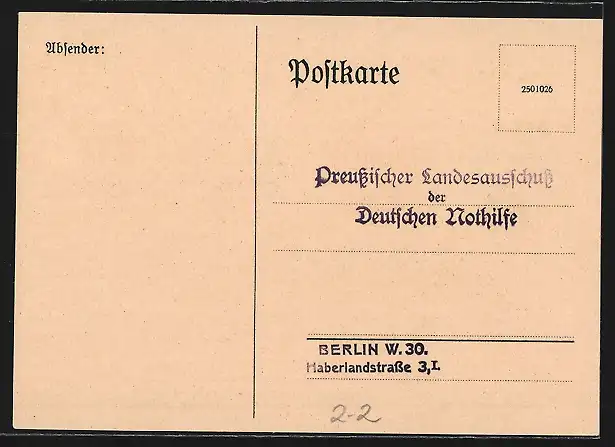 Absender:
Postkarte
2501026
Preußischer Landesausschuß
der
Deutschen Nothilfe
BERLIN W. 30.
Haberlandstraße 3,I.
2-2